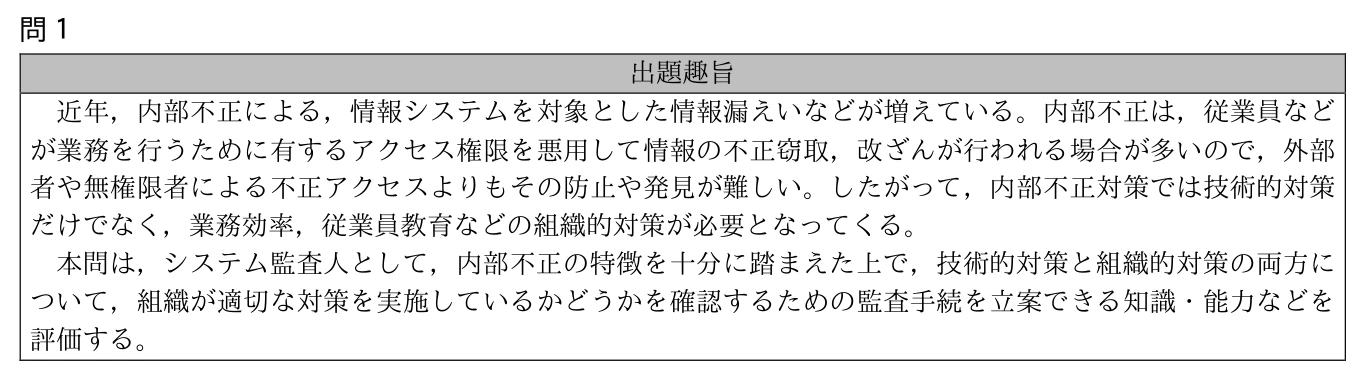 問 1
出題趣旨
近年，内部不正による，情報システムを対象とした情報漏えいなどが増えている。内部不正は，従業員など
が業務を行うために有するアクセス権限を悪用して情報の不正窃取，改ざんが行われる場合が多いので，外部
者や無権限者による不正アクセスよりもその防止や発見が難しい。したがって，内部不正対策では技術的対策
だけでなく，業務効率，従業員教育などの組織的対策が必要となってくる。
本問は，システム監査人として，内部不正の特徴を十分に踏まえた上で，技術的対策と組織的対策の両方に
ついて，組織が適切な対策を実施しているかどうかを確認するための監査手続を立案できる知識・能力などを
評価する。